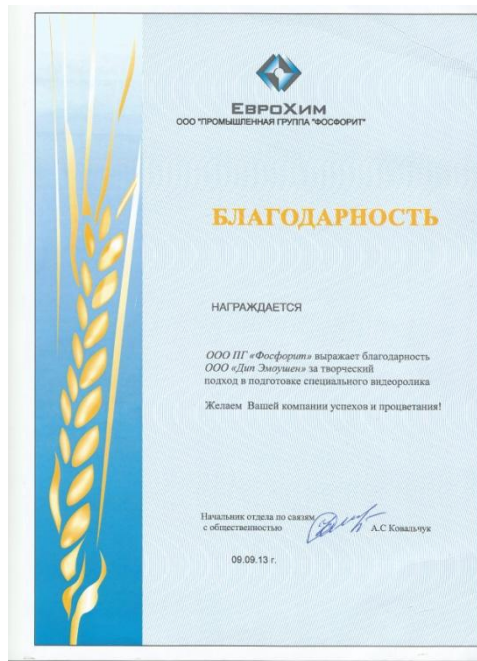 ЕВРОХИМ
ООО "ПРОМЫШЛЕННАЯ ГРУППА "ФОСФОРИТ"
БЛАГОДАРНОСТЬ
НАГРАЖДАЕТСЯ
ООО ПГ «Фосфорит» выражает благодарность
ООО «Дип Эмоушен» за творческий
подход в подготовке специального видеоролика
Желаем Вашей компании успехов и процветания!
Начальник отдела по связям
с общественностью А.С Ковальчук
09.09.13 г.